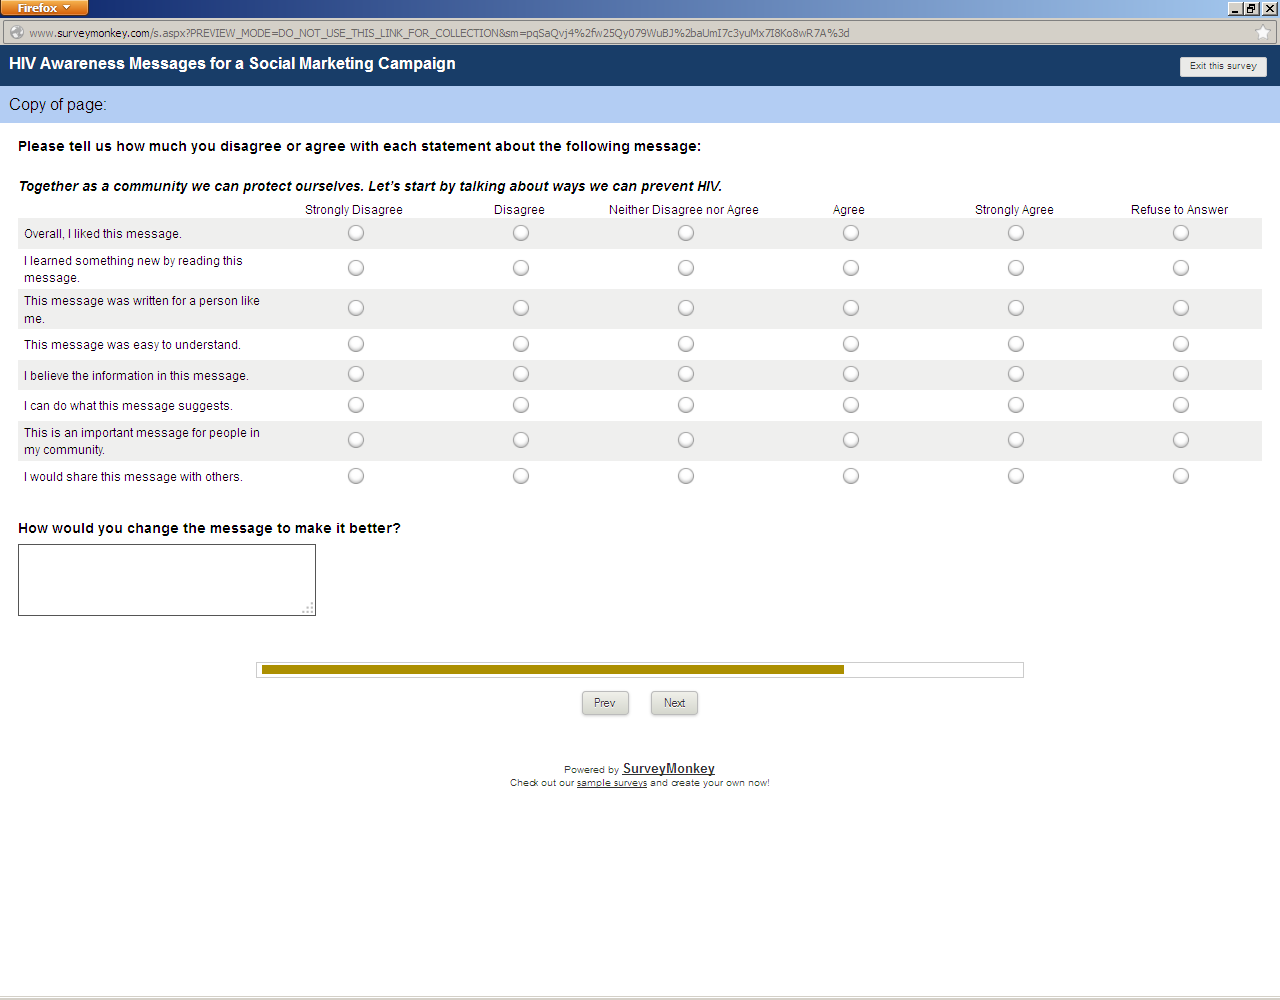 Firefox
www.surveymonkey.com/s.aspx?PREVIEW_MODE=DO_NOT_USE_THIS_LINK_FOR_COLLECTION&sm=pqSaQvj4%2fw25Qy079WuBJ%2baUmI7c3yuMx7I8Ko8wR7A%3d
HIV Awareness Messages for a Social Marketing Campaign
Exit this survey
Copy of page:
Please tell us how much you disagree or agree with each statement about the following message:
Together as a community we can protect ourselves. Let's start by talking about ways we can prevent HIV.
Strongly Disagree Disagree Neither Disagree nor Agree Agree Strongly Agree Refuse to Answer
Overall, I liked this message.
I learned something new by reading this
message.
This message was written for a person like
me.
This message was easy to understand.
I believe the information in this message.
I can do what this message suggests.
This is an important message for people in
my community.
I would share this message with others.
How would you change the message to make it better?
Prev Next
Powered by SurveyMonkey
Check out our sample surveys and create your own now!